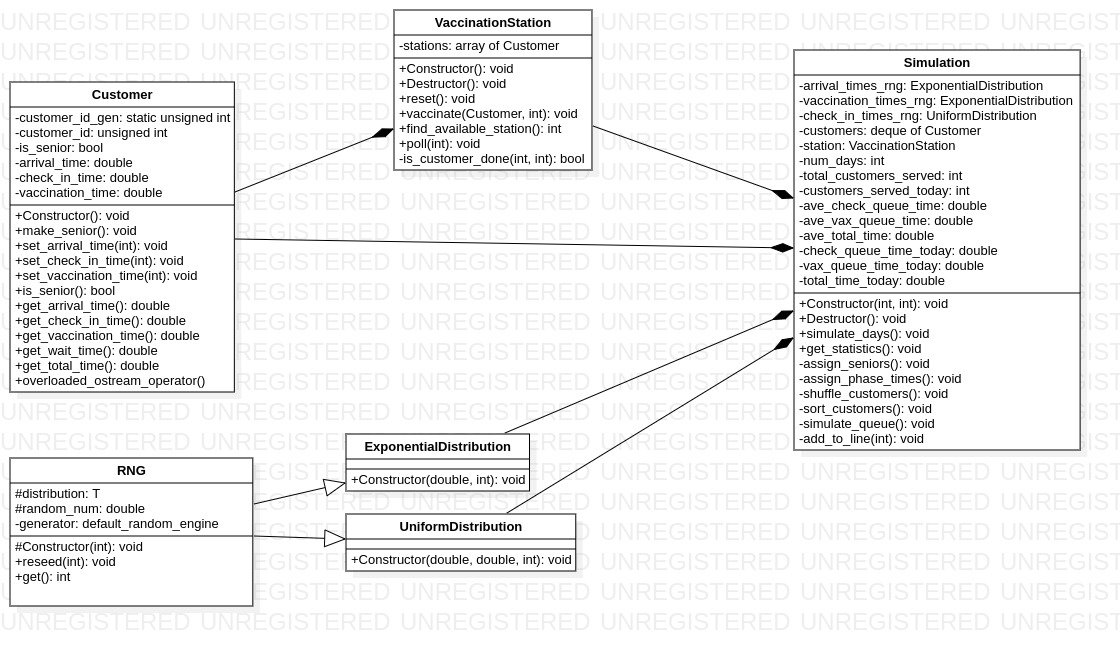 VaccinationStation
-stations: array of Customer
+Constructor(): void
+Destructor(): void
+reset(): void
+vaccinate(Customer, int): void
+find_available_station(): int
+poll(int): void
-is_customer_done(int, int): bool
Simulation
-arrival_times_rng: ExponentialDistribution
-vaccination_times_rng: ExponentialDistribution
-check_in_times_rng: UniformDistribution
-customers: deque of Customer
-station: VaccinationStation
-num_days: int
-total_customers_served: int
-customers_served_today: int
-ave_check_queue_time: double
-ave_vax_queue_time: double
-ave_total_time: double
-check_queue_time_today: double
-vax_queue_time_today: double
-total_time_today: double
+Constructor(int, int): void
+Destructor(): void
+simulate_days(): void
+get_statistics(): void
-assign_seniors(): void
-assign_phase_times(): void
-shuffle_customers(): void
-sort_customers(): void
-simulate_queue(): void
-add_to_line(int): void
Customer
-customer_id_gen: static unsigned int
-customer_id: unsigned int
-is_senior: bool
-arrival_time: double
-check_in_time: double
-vaccination_time: double
+Constructor(): void
+make_senior(): void
+set_arrival_time(int): void
+set_check_in_time(int): void
+set_vaccination_time(int): void
+is_senior(): bool
+get_arrival_time(): double
+get_check_in_time(): double
+get_vaccination_time(): double
+get_wait_time(): double
+get_total_time(): double
+overloaded_ostream_operator()
ExponentialDistribution
+Constructor(double, int): void
RNG
#distribution: T
#random_num: double
-generator: default_random_engine
#Constructor(int): void
+reseed(int): void
+get(): int
UniformDistribution
+Constructor(double, double, int): void
UNREGISTERED UNREGISTERED UNREGISTERED UNREGISTERED UNREGISTERED